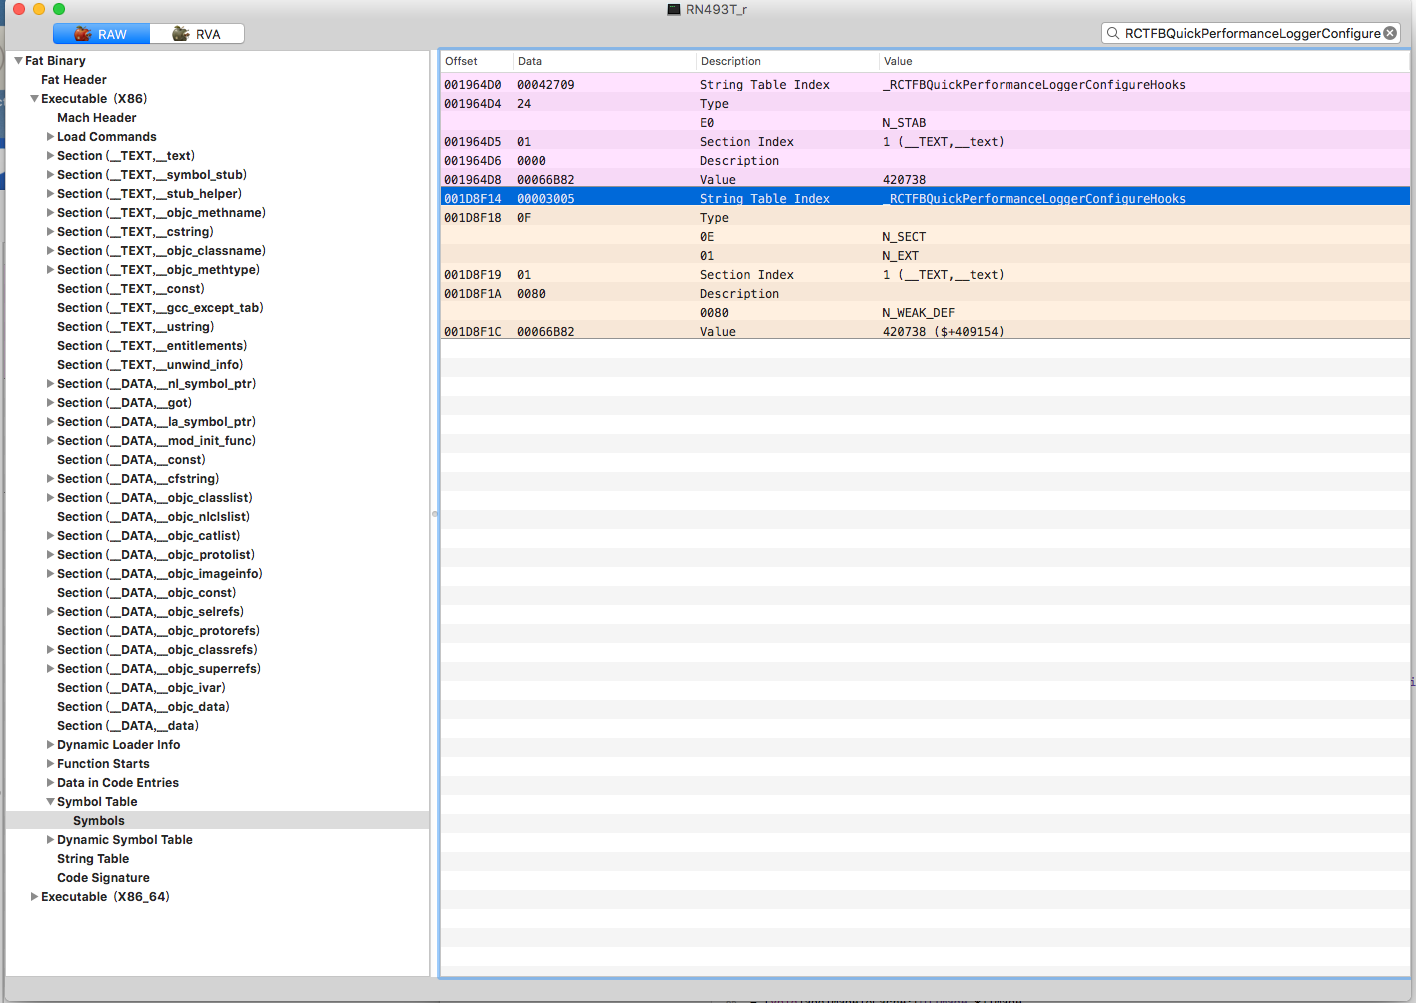 RN493T_r
RAW RVA RCTFBQuickPerformanceLoggerConfigure
Fat Binary
Fat Header
Executable (X86)
Mach Header
Load Commands
Section (__TEXT,__text)
Section (__TEXT,__symbol_stub)
Section (__TEXT,__stub_helper)
Section (__TEXT,__objc_methname)
Section (__TEXT,__cstring)
Section (__TEXT,__objc_classname)
Section (__TEXT,__objc_methtype)
Section (__TEXT,__const)
Section (__TEXT,__gcc_except_tab)
Section (__TEXT,__ustring)
Section (__TEXT,__entitlements)
Section (__TEXT,__unwind_info)
Section (__DATA,__nl_symbol_ptr)
Section (__DATA,__got)
Section (__DATA,__la_symbol_ptr)
Section (__DATA,__mod_init_func)
Section (__DATA,__const)
Section (__DATA,__cfstring)
Section (__DATA,__objc_classlist)
Section (__DATA,__objc_nlclslist)
Section (__DATA,__objc_catlist)
Section (__DATA,__objc_protolist)
Section (__DATA,__objc_imageinfo)
Section (__DATA,__objc_const)
Section (__DATA,__objc_selrefs)
Section (__DATA,__objc_protorefs)
Section (__DATA,__objc_classrefs)
Section (__DATA,__objc_superrefs)
Section (__DATA,__objc_ivar)
Section (__DATA,__objc_data)
Section (__DATA,__data)
Dynamic Loader Info
Function Starts
Data in Code Entries
Symbol Table
Symbols
Dynamic Symbol Table
String Table
Code Signature
Executable (X86_64)
Offset Data Description Value
001964D0 00042709 String Table Index _RCTFBQuickPerformanceLoggerConfigureHooks
001964D4 24 Type
E0 N_STAB
001964D5 01 Section Index 1 (__TEXT,__text)
001964D6 0000 Description
001964D8 00066B82 Value 420738
001D8F14 00003005 String Table Index _RCTFBQuickPerformanceLoggerConfigureHooks
001D8F18 0F Type
0E N_SECT
01 N_EXT
001D8F19 01 Section Index 1 (__TEXT,__text)
001D8F1A 0080 Description
0080 N_WEAK_DEF
001D8F1C 00066B82 Value 420738 ($+409154)